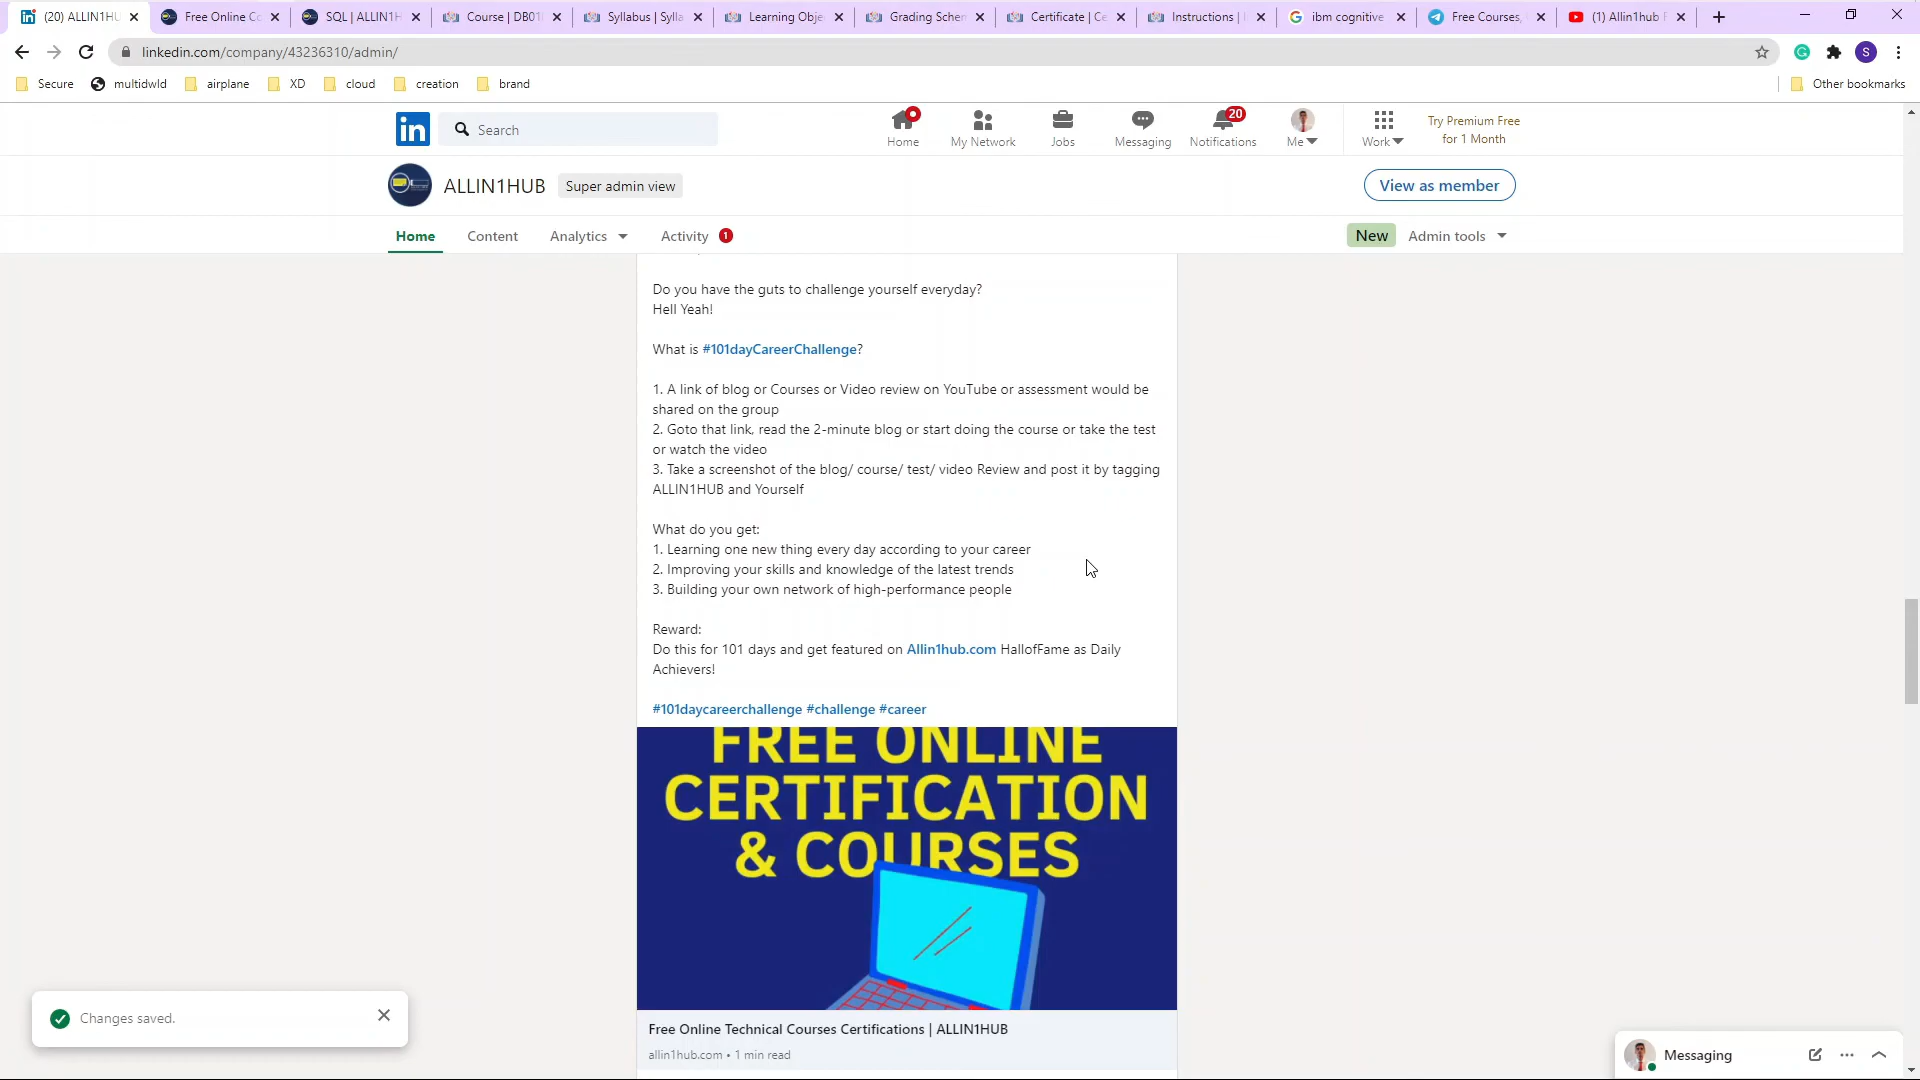 (20) ALLIN1HU
Free Online Co
SQL | ALLIN1H
Course | DB01
Syllabus | Sylla
Learning Obje
Grading Schem
Certificate | Ce
Instructions |
ibm cognitive
Free Courses,
(1) Allin1hub F
linkedin.com/company/43236310/admin/
S
Secure
multidwld
airplane
XD
cloud
creation
brand
Other bookmarks
in
Search
Home
My Network
Jobs
Messaging
20
Notifications
Me
Work
Try Premium Free
for 1 Month
ALLIN1HUB
Super admin view
View as member
Home
Content
Analytics
Activity
1
New
Admin tools
Do you have the guts to challenge yourself everyday?
Hell Yeah!
What is #101dayCareerChallenge?
1. A link of blog or Courses or Video review on YouTube or assessment would be
shared on the group
2. Goto that link, read the 2-minute blog or start doing the course or take the test
or watch the video
3. Take a screenshot of the blog/ course/ test/ video Review and post it by tagging
ALLIN1HUB and Yourself
What do you get:
1. Learning one new thing every day according to your career
2. Improving your skills and knowledge of the latest trends
3. Building your own network of high-performance people
Reward:
Do this for 101 days and get featured on Allin1hub.com HallofFame as Daily
Achievers!
#101daycareerchallenge #challenge #career
FREE ONLINE
CERTIFICATION
& COURSES
Free Online Technical Courses Certifications | ALLIN1HUB
allin1hub.com • 1 min read
Changes saved.
Messaging